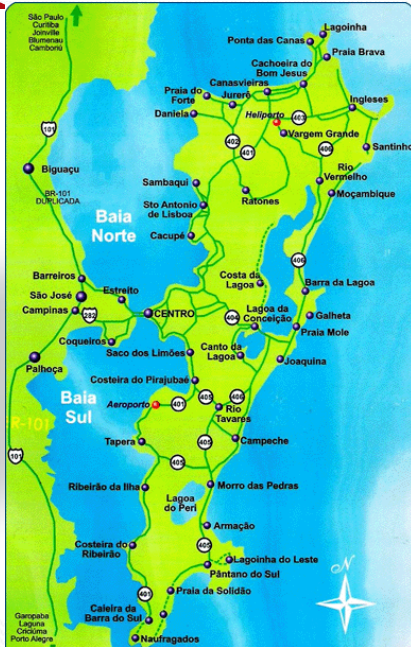 São Paulo
Curitiba
Joinville
Blumenau
Camboriú
Lagoinha
Ponta das Canas
Praia Brava
Cachoeira do
Bom Jesus
Canasvieiras
Praia do
Forte
Jurerê
Ingleses
Daniela
Heliporto
403
101
Vargem Grande
402
401
406
Santinho
Biguaçu
Rio
Vermelho
Sambaqui
Ratones
Moçambique
BR-101
DUPLICADA
Sto Antonio
de Lisboa
Baia
Norte
Cacupé
406
Barreiros
Costa da
Lagoa
Barra da Lagoa
São José
Estreito
Campinas
282
CENTRO
404
Lagoa da
Conceição
Galheta
Praia Mole
Coqueiros
Saco dos Limões
Canto da
Lagoa
Joaquina
Palhoça
Costeira do Pirajubaé
Baia
Sul
Aeroporto
401
405
406
Rio
Tavares
BR-101
Tapera
405
Campeche
101
405
Ribeirão da Ilha
Morro das Pedras
Lagoa
do Peri
Armação
Costeira do
Ribeirão
405
Lagoinha do Leste
Pântano do Sul
N
401
Praia da Solidão
Caleira da
Barra do Sul
Garopaba
Laguna
Criciúma
Porto Alegre
Naufragados